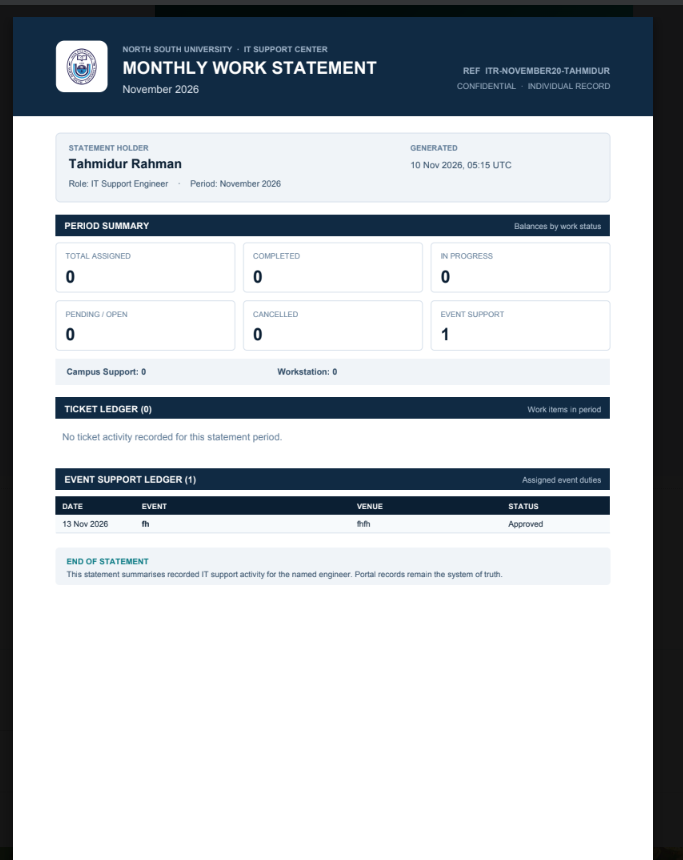 NORTH SOUTH UNIVERSITY · IT SUPPORT CENTER
MONTHLY WORK STATEMENT
November 2026
REF ITR-NOVEMBER20-TAHMIDUR
CONFIDENTIAL · INDIVIDUAL RECORD
STATEMENT HOLDER
Tahmidur Rahman
Role: IT Support Engineer · Period: November 2026
GENERATED
10 Nov 2026, 05:15 UTC
PERIOD SUMMARY Balances by work status
TOTAL ASSIGNED
0
COMPLETED
0
IN PROGRESS
0
PENDING / OPEN
0
CANCELLED
0
EVENT SUPPORT
1
Campus Support: 0 Workstation: 0
TICKET LEDGER (0) Work items in period
No ticket activity recorded for this statement period.
EVENT SUPPORT LEDGER (1) Assigned event duties
DATE EVENT VENUE STATUS
13 Nov 2026 fh fhfh Approved
END OF STATEMENT
This statement summarises recorded IT support activity for the named engineer. Portal records remain the system of truth.